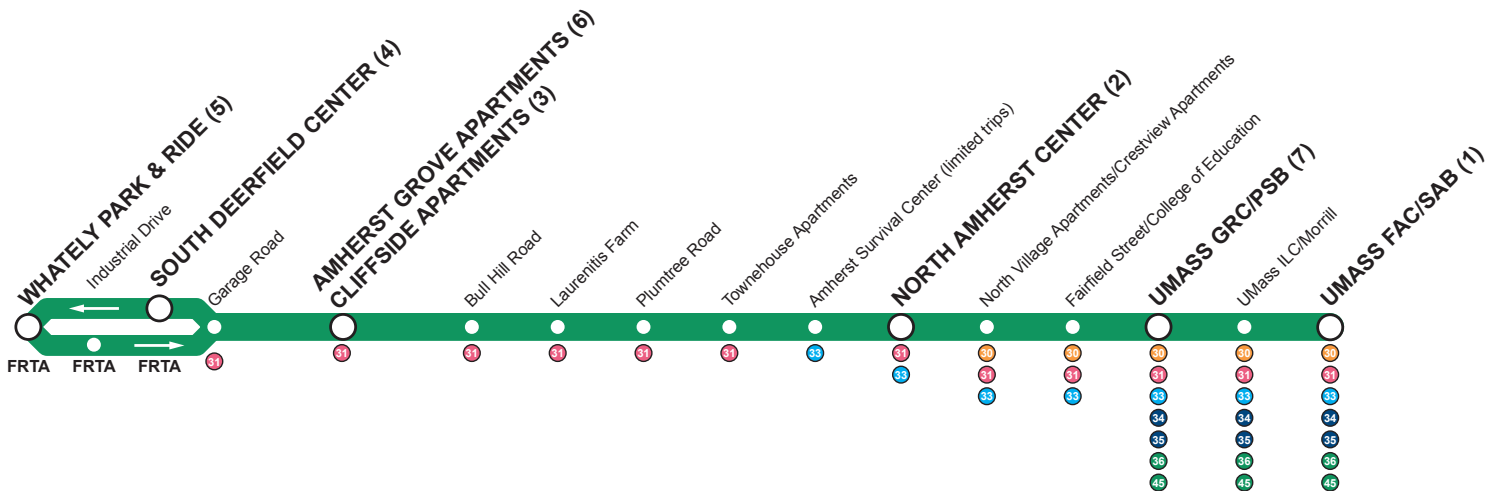 WHATELY PARK & RIDE (5)
Industrial Drive
SOUTH DEERFIELD CENTER (4)
Garage Road
AMHERST GROVE APARTMENTS (6)
CLIFFSIDE APARTMENTS (3)
Bull Hill Road
Laurenitis Farm
Plumtree Road
Townehouse Apartments
Amherst Survival Center (limited trips)
NORTH AMHERST CENTER (2)
North Village Apartments/Crestview Apartments
Fairfield Street/College of Education
UMASS GRC/PSB (7)
UMass ILC/Morrill
UMASS FAC/SAB (1)
FRTA FRTA FRTA 31 31 31 31 31 31 33 31 30 30 30 30 30
33 31 31 31 31 31
33 33 33 33 33
34 34 34
35 35 35
36 36 36
45 45 45